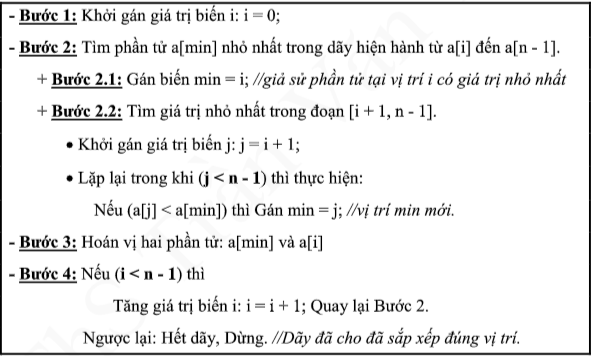 - Bước 1: Khởi gán giá trị biến i: i = 0;
- Bước 2: Tìm phần tử a[min] nhỏ nhất trong dãy hiện hành từ a[i] đến a[n - 1].
+ Bước 2.1: Gán biến min = i; //giả sử phần tử tại vị trí i có giá trị nhỏ nhất
+ Bước 2.2: Tìm giá trị nhỏ nhất trong đoạn [i + 1, n - 1].
• Khởi gán giá trị biến j: j = i + 1;
• Lặp lại trong khi (j < n - 1) thì thực hiện:
Nếu (a[j] < a[min]) thì Gán min = j; //vị trí min mới.
- Bước 3: Hoán vị hai phần tử: a[min] và a[i]
- Bước 4: Nếu (i < n - 1) thì
Tăng giá trị biến i: i = i + 1; Quay lại Bước 2.
Ngược lại: Hết dãy, Dừng. //Dãy đã cho đã sắp xếp đúng vị trí.